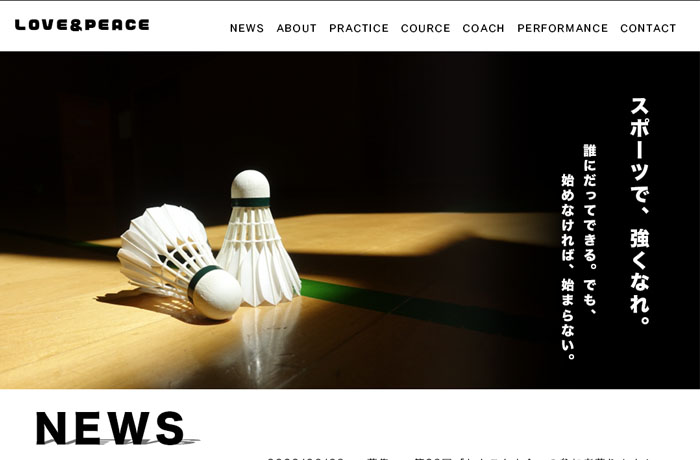 LOVE&PEACE
NEWS ABOUT PRACTICE COURCE COACH PERFORMANCE CONTACT
スポーツで、強くなれ。
誰にだってできる。でも、
始めなければ、始まらない。
NEWS